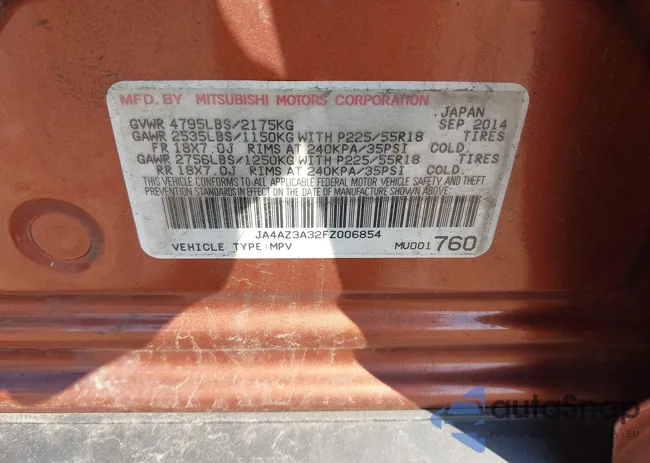 MFD. BY MITSUBISHI MOTORS CORPORATION
JAPAN
GVWR 4795LBS/2175KG SEP 2014
GAWR 2535LBS/1150KG WITH P225/55R18 TIRES
FR 18X7.0J RIMS AT 240KPA/35PSI COLD.
GAWR 2756LBS/1250KG WITH P225/55R18 TIRES
RR 18X7.0J RIMS AT 240KPA/35PSI COLD.
THIS VEHICLE CONFORMS TO ALL APPLICABLE FEDERAL MOTOR VEHICLE SAFETY AND THEFT
PREVENTION STANDARDS IN EFFECT ON THE DATE OF MANUFACTURE SHOWN ABOVE.
JA4AZ3A32FZ006854
VEHICLE TYPE:MPV MU001 760
autoSnap